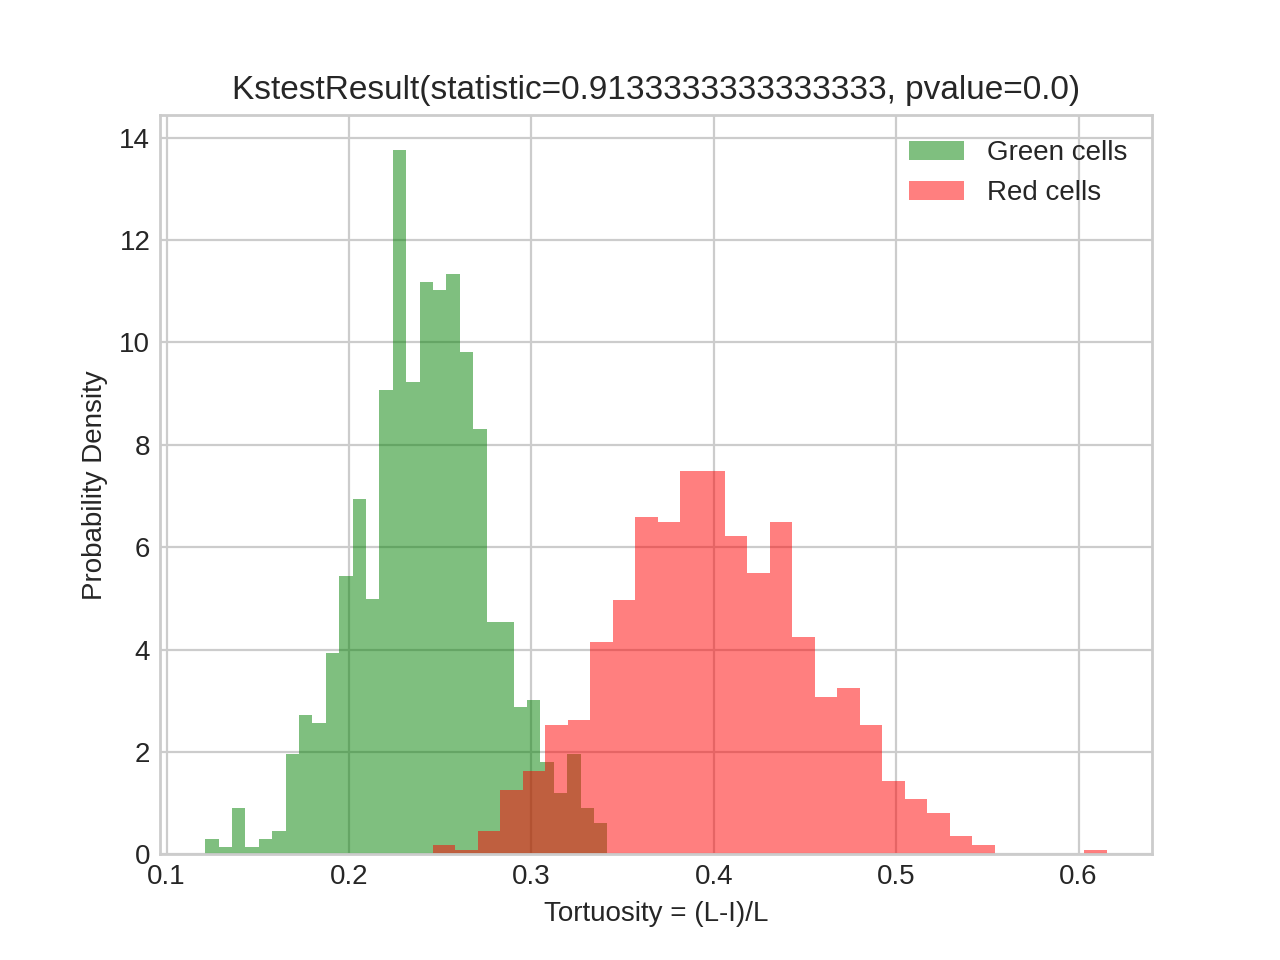 KstestResult(statistic=0.9133333333333333, pvalue=0.0)
14
12
10
8
6
4
2
0
Probability Density
Green cells
Red cells
0.1 0.2 0.3 0.4 0.5 0.6
Tortuosity = (L-I)/L